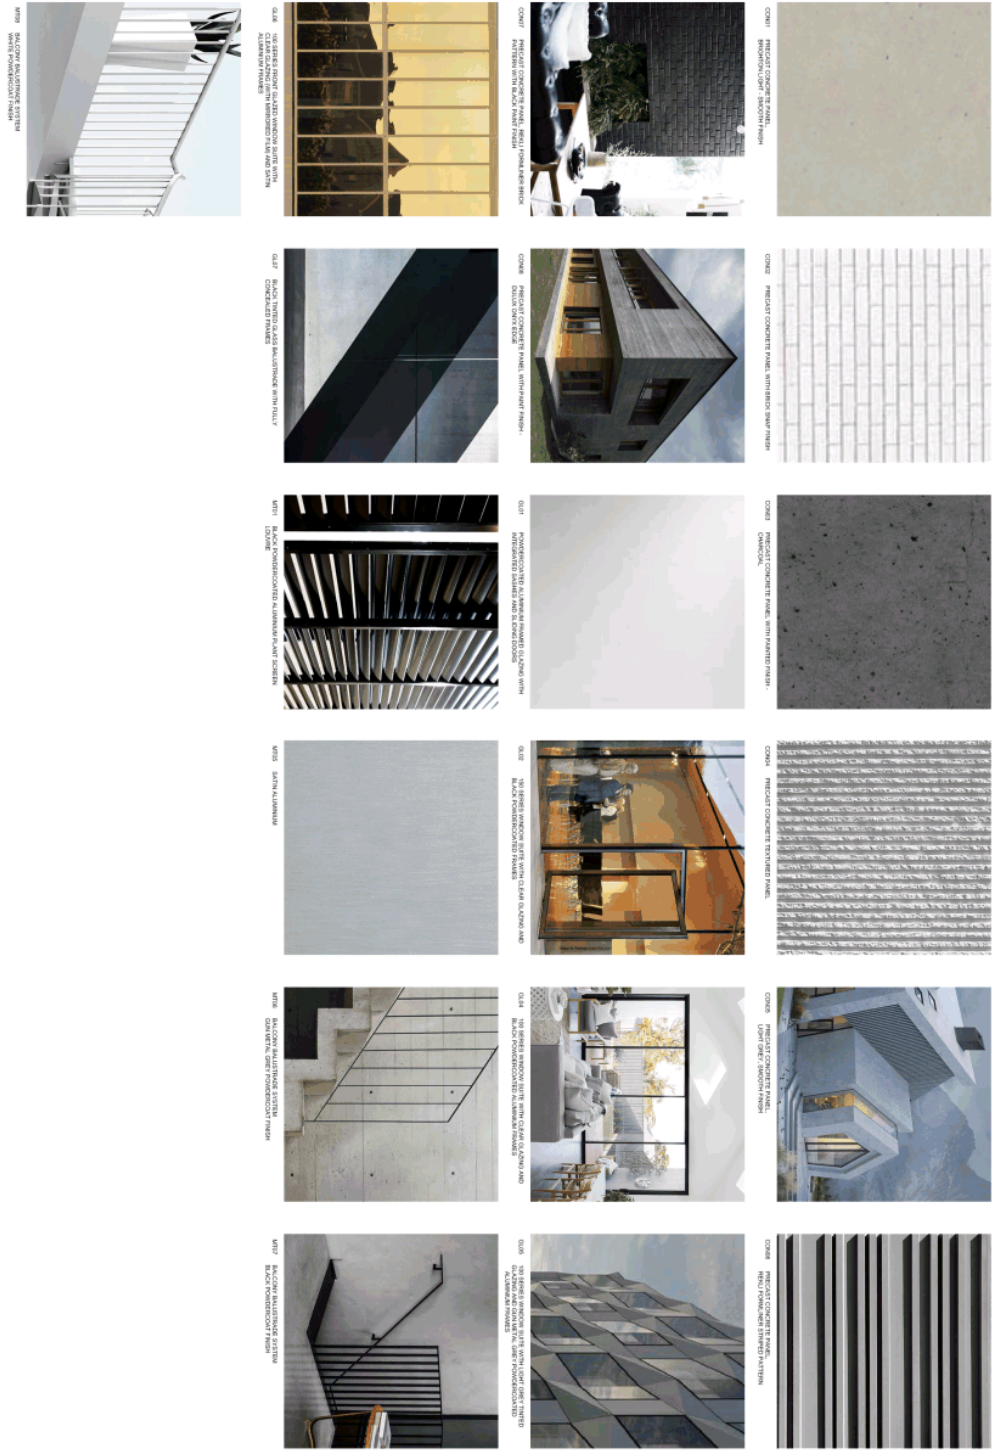 CON01 PRECAST CONCRETE PANEL,
BRIGHTON LIGHT - SMOOTH FINISH
CON02 PRECAST CONCRETE PANEL WITH BRICK SNAP FINISH
CON03 PRECAST CONCRETE PANEL WITH PAINTED FINISH -
CHARCOAL
CON04 PRECAST CONCRETE TEXTURED PANEL
CON05 PRECAST CONCRETE PANEL,
LIGHT GREY, SMOOTH FINISH
CON06 PRECAST CONCRETE PANEL,
REKLI FORMLINER STRIPED PATTERN
CON07 PRECAST CONCRETE PANEL, REKLI FORMLINER BRICK
PATTERN WITH BLACK PAINT FINISH
CON08 PRECAST CONCRETE PANEL WITH PAINT FINISH -
DULUX ONYX EDGE
GL01 POWDERCOATED ALUMINIUM FRAMED GLAZING WITH
INTEGRATED SASHES AND SLIDING DOORS
GL02 150 SERIES WINDOW SUITE WITH CLEAR GLAZING AND
BLACK POWDERCOATED FRAMES
GL04 100 SERIES WINDOW SUITE WITH CLEAR GLAZING AND
BLACK POWDERCOATED ALUMINIUM FRAMES
GL05 100 SERIES WINDOW SUITE WITH LIGHT GREY TINTED
GLAZING AND GUN METAL GREY POWDERCOATED
ALUMINIUM FRAMES
GL06 100 SERIES FRONT GLAZED WINDOW SUITE WITH
CLEAR GLAZING (WITH MIRRORED FILM) AND SATIN
ALUMINIUM FRAMES
GL07 BLACK TINTED GLASS BALUSTRADE WITH FULLY
CONCEALED FRAMES
MT01 BLACK POWDERCOATED ALUMINIUM PLANT SCREEN
LOUVRE
MT05 SATIN ALUMINIUM
MT06 BALCONY BALUSTRADE SYSTEM
GUN METAL GREY POWDERCOAT FINISH
MT07 BALCONY BALUSTRADE SYSTEM
BLACK POWDERCOAT FINISH
MT08 BALCONY BALUSTRADE SYSTEM
WHITE POWDERCOAT FINISH